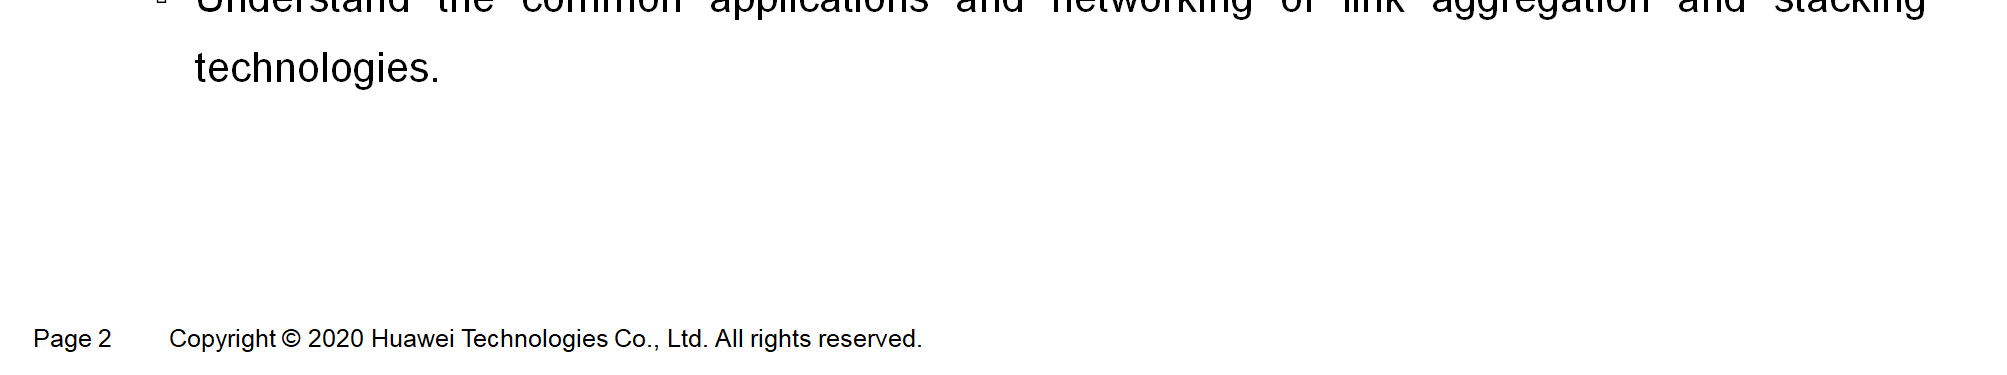 Understand the common applications and networking of link aggregation and stacking
technologies.
Page 2 Copyright © 2020 Huawei Technologies Co., Ltd. All rights reserved.